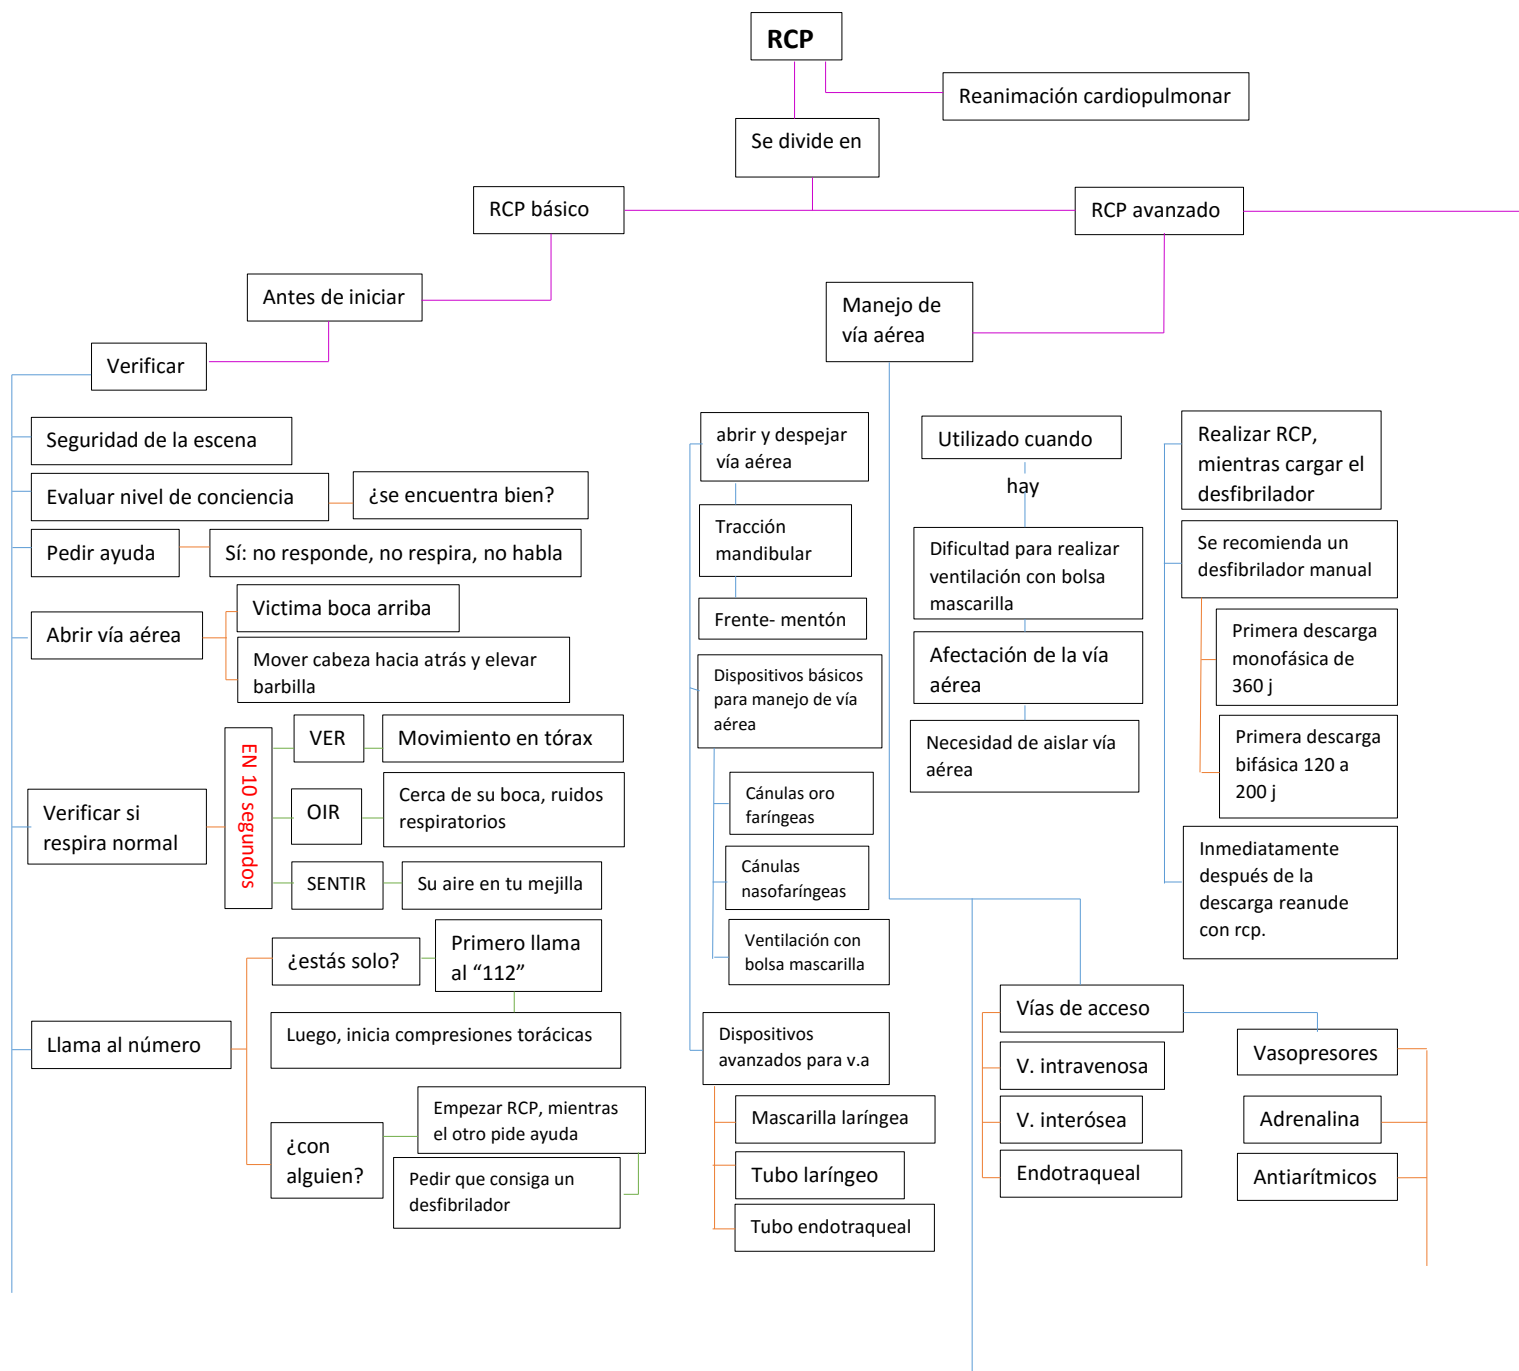 RCP
Reanimación cardiopulmonar
Se divide en
RCP básico
RCP avanzado
Antes de iniciar
Verificar
Seguridad de la escena
Evaluar nivel de conciencia
¿se encuentra bien?
Pedir ayuda
Sí: no responde, no respira, no habla
Abrir vía aérea
Victima boca arriba
Mover cabeza hacia atrás y elevar
barbilla
Verificar si
respira normal
EN 10 segundos
VER
Movimiento en tórax
OIR
Cerca de su boca, ruidos
respiratorios
SENTIR
Su aire en tu mejilla
Llama al número
¿estás solo?
Primero llama
al “112”
Luego, inicia compresiones torácicas
¿con
alguien?
Empezar RCP, mientras
el otro pide ayuda
Pedir que consiga un
desfibrilador
Manejo de
vía aérea
abrir y despejar
vía aérea
Tracción
mandibular
Frente- mentón
Dispositivos básicos
para manejo de vía
aérea
Cánulas oro
faríngeas
Cánulas
nasofaríngeas
Ventilación con
bolsa mascarilla
Dispositivos
avanzados para v.a
Mascarilla laríngea
Tubo laríngeo
Tubo endotraqueal
Utilizado cuando
hay
Dificultad para realizar
ventilación con bolsa
mascarilla
Afectación de la vía
aérea
Necesidad de aislar vía
aérea
Realizar RCP,
mientras cargar el
desfibrilador
Se recomienda un
desfibrilador manual
Primera descarga
monofásica de
360 j
Primera descarga
bifásica 120 a
200 j
Inmediatamente
después de la
descarga reanude
con rcp.
Vías de acceso
V. intravenosa
V. interósea
Endotraqueal
Vasopresores
Adrenalina
Antiarítmicos